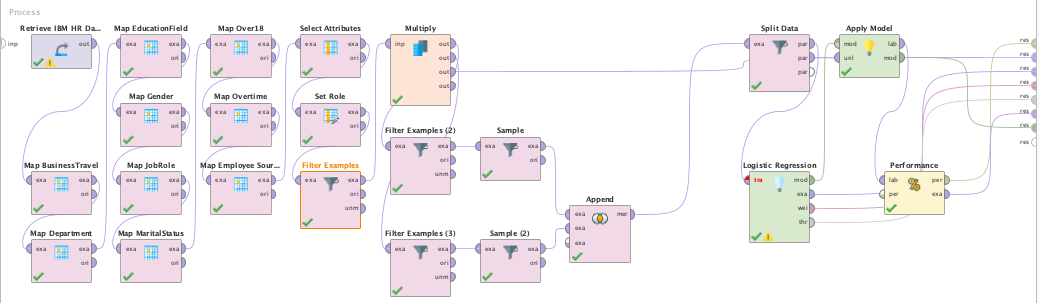 Process
Retrieve IBM HR Da...
inp
out
Map EducationField
exa
exa
ori
Map Over18
exa
exa
ori
Select Attributes
exa
exa
ori
Multiply
inp
out
out
out
out
Split Data
exa
par
par
par
Apply Model
mod
lab
unl
mod
res
res
res
res
res
res
res
res
Map Gender
exa
exa
ori
Map Overtime
exa
exa
ori
Set Role
exa
exa
ori
Filter Examples (2)
exa
exa
ori
unm
Sample
exa
exa
ori
Map BusinessTravel
exa
exa
ori
Map JobRole
exa
exa
ori
Map Employee Sour...
exa
exa
ori
Filter Examples
exa
exa
ori
unm
Logistic Regression
tra
mod
exa
wei
thr
Performance
lab
per
per
exa
Append
exa
mer
exa
exa
Map Department
exa
exa
ori
Map MaritalStatus
exa
exa
ori
Filter Examples (3)
exa
exa
ori
unm
Sample (2)
exa
exa
ori